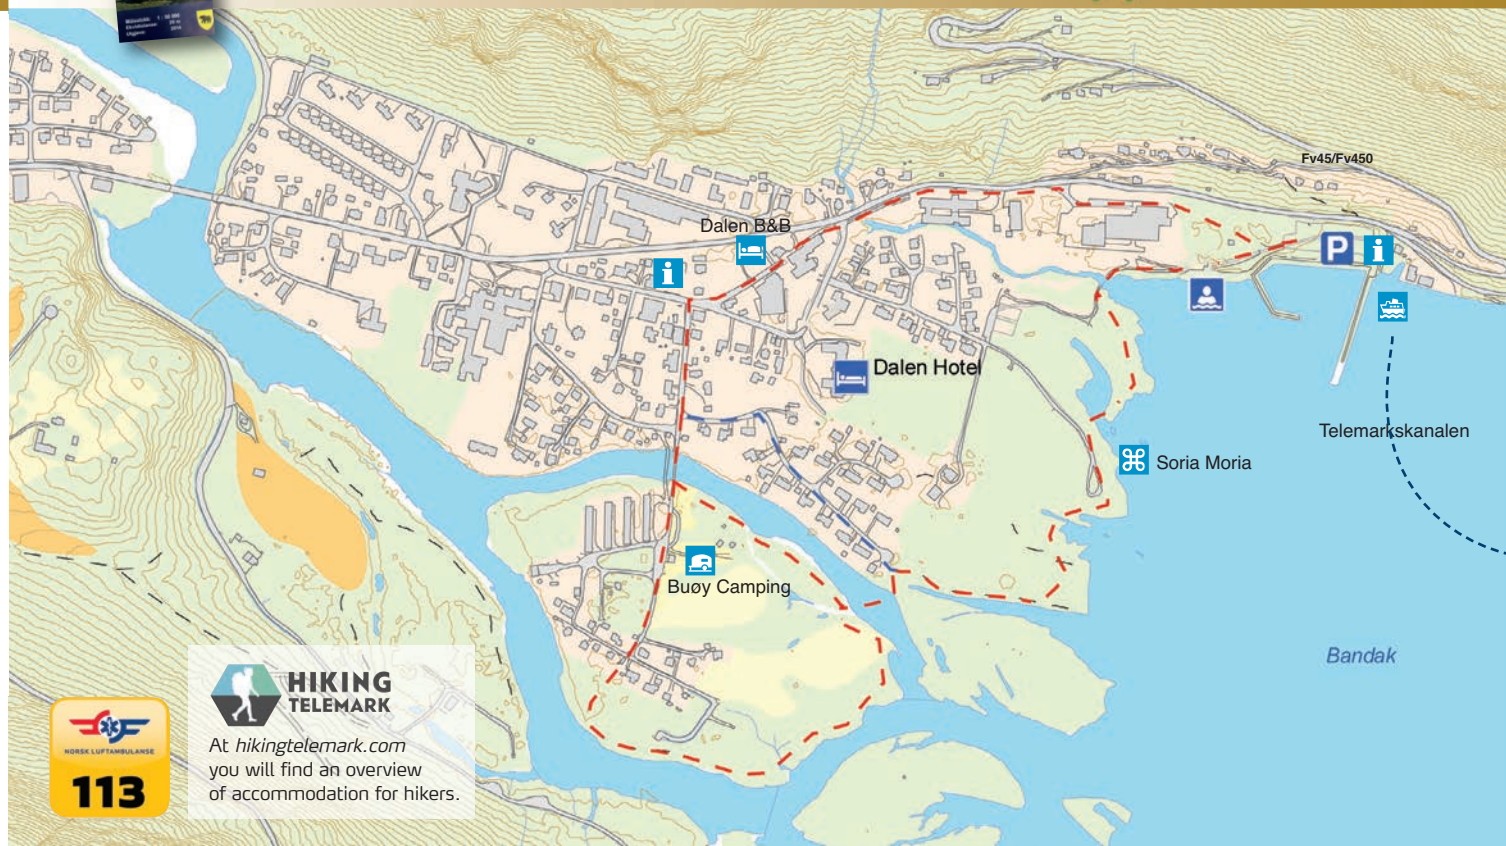 Fv45/Fv450
Dalen B&B
i
P
i
Dalen Hotel
Telemarkskanalen
Soria Moria
Buøy Camping
Bandak
HIKING
TELEMARK
At hikingtelemark.com
you will find an overview
of accommodation for hikers.
NORSK LUFTAMBULANSE
113